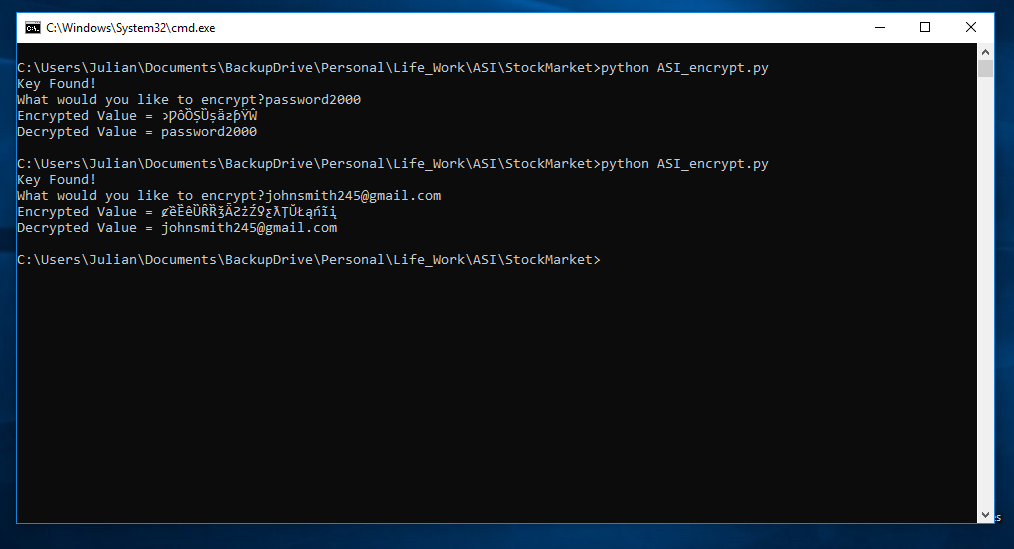 C:\Windows\System32\cmd.exe
C:\Users\Julian\Documents\BackupDrive\Personal\Life_Work\ASI\StockMarket>python ASI_encrypt.py
Key Found!
What would you like to encrypt?password2000
Encrypted Value =
Decrypted Value = password2000
C:\Users\Julian\Documents\BackupDrive\Personal\Life_Work\ASI\StockMarket>python ASI_encrypt.py
Key Found!
What would you like to encrypt?johnsmith245@gmail.com
Encrypted Value =
Decrypted Value = johnsmith245@gmail.com
C:\Users\Julian\Documents\BackupDrive\Personal\Life_Work\ASI\StockMarket>